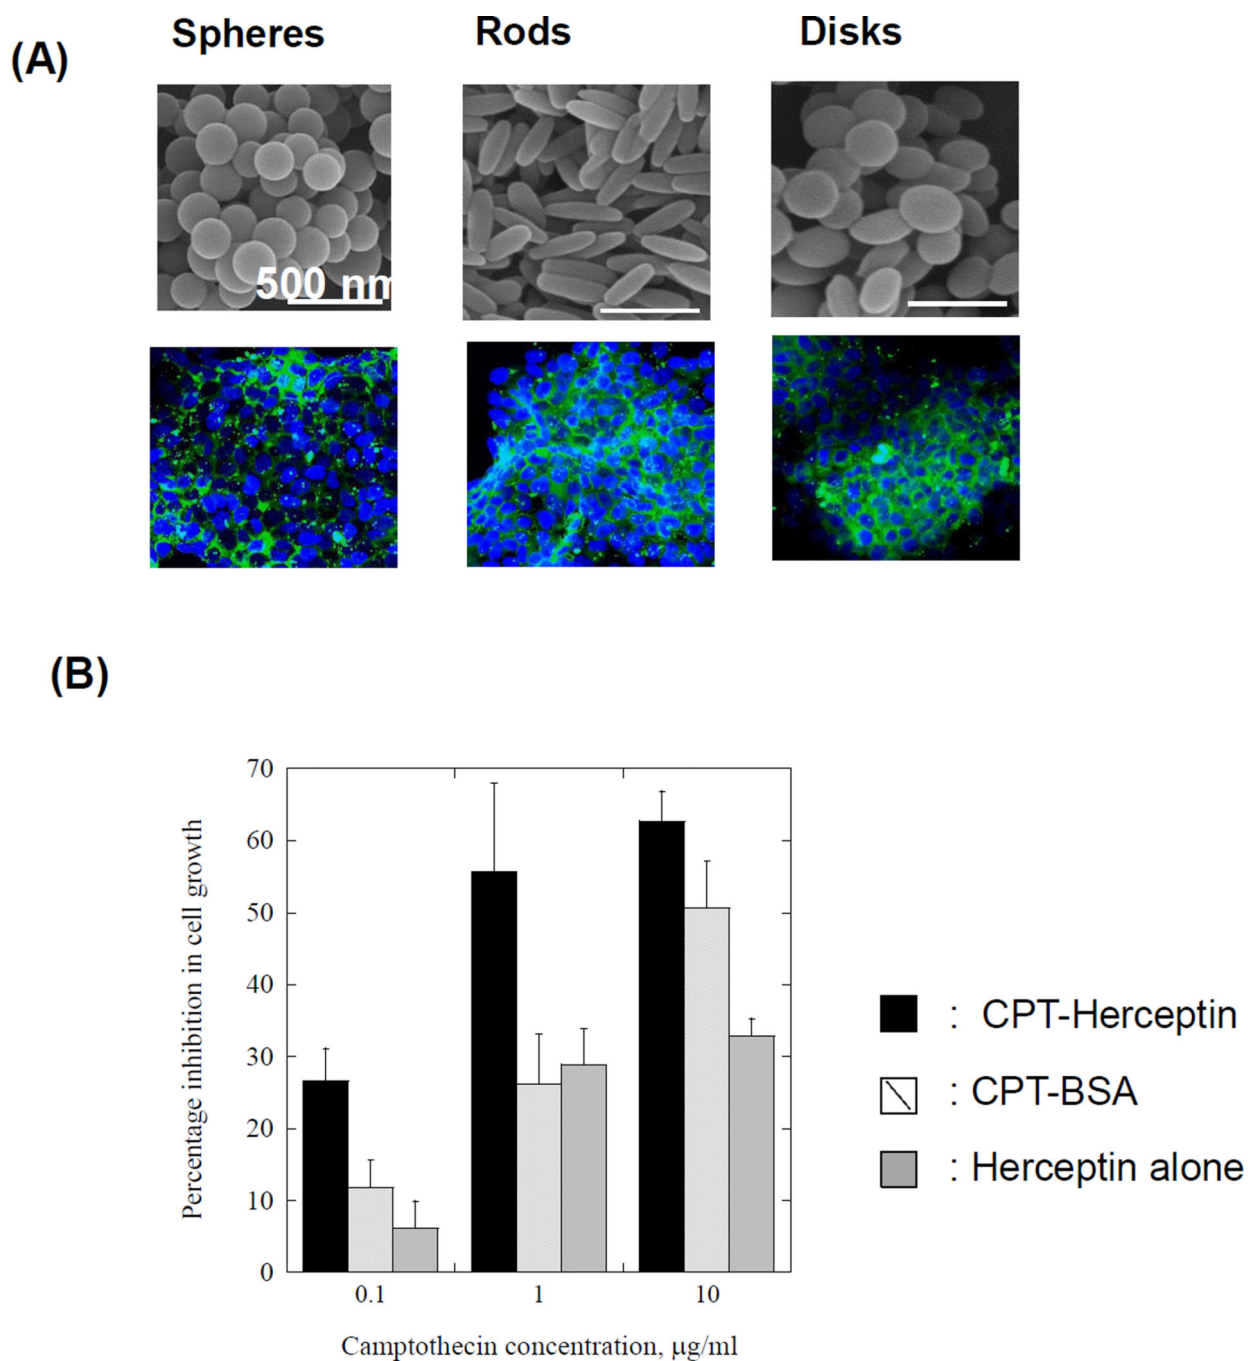 (A)
Spheres
Rods
Disks
500 nm
(B)
Percentage inhibition in cell growth
70
60
50
40
30
20
10
0
0.1
1
10
Camptothecin concentration, μg/ml
: CPT-Herceptin
: CPT-BSA
: Herceptin alone